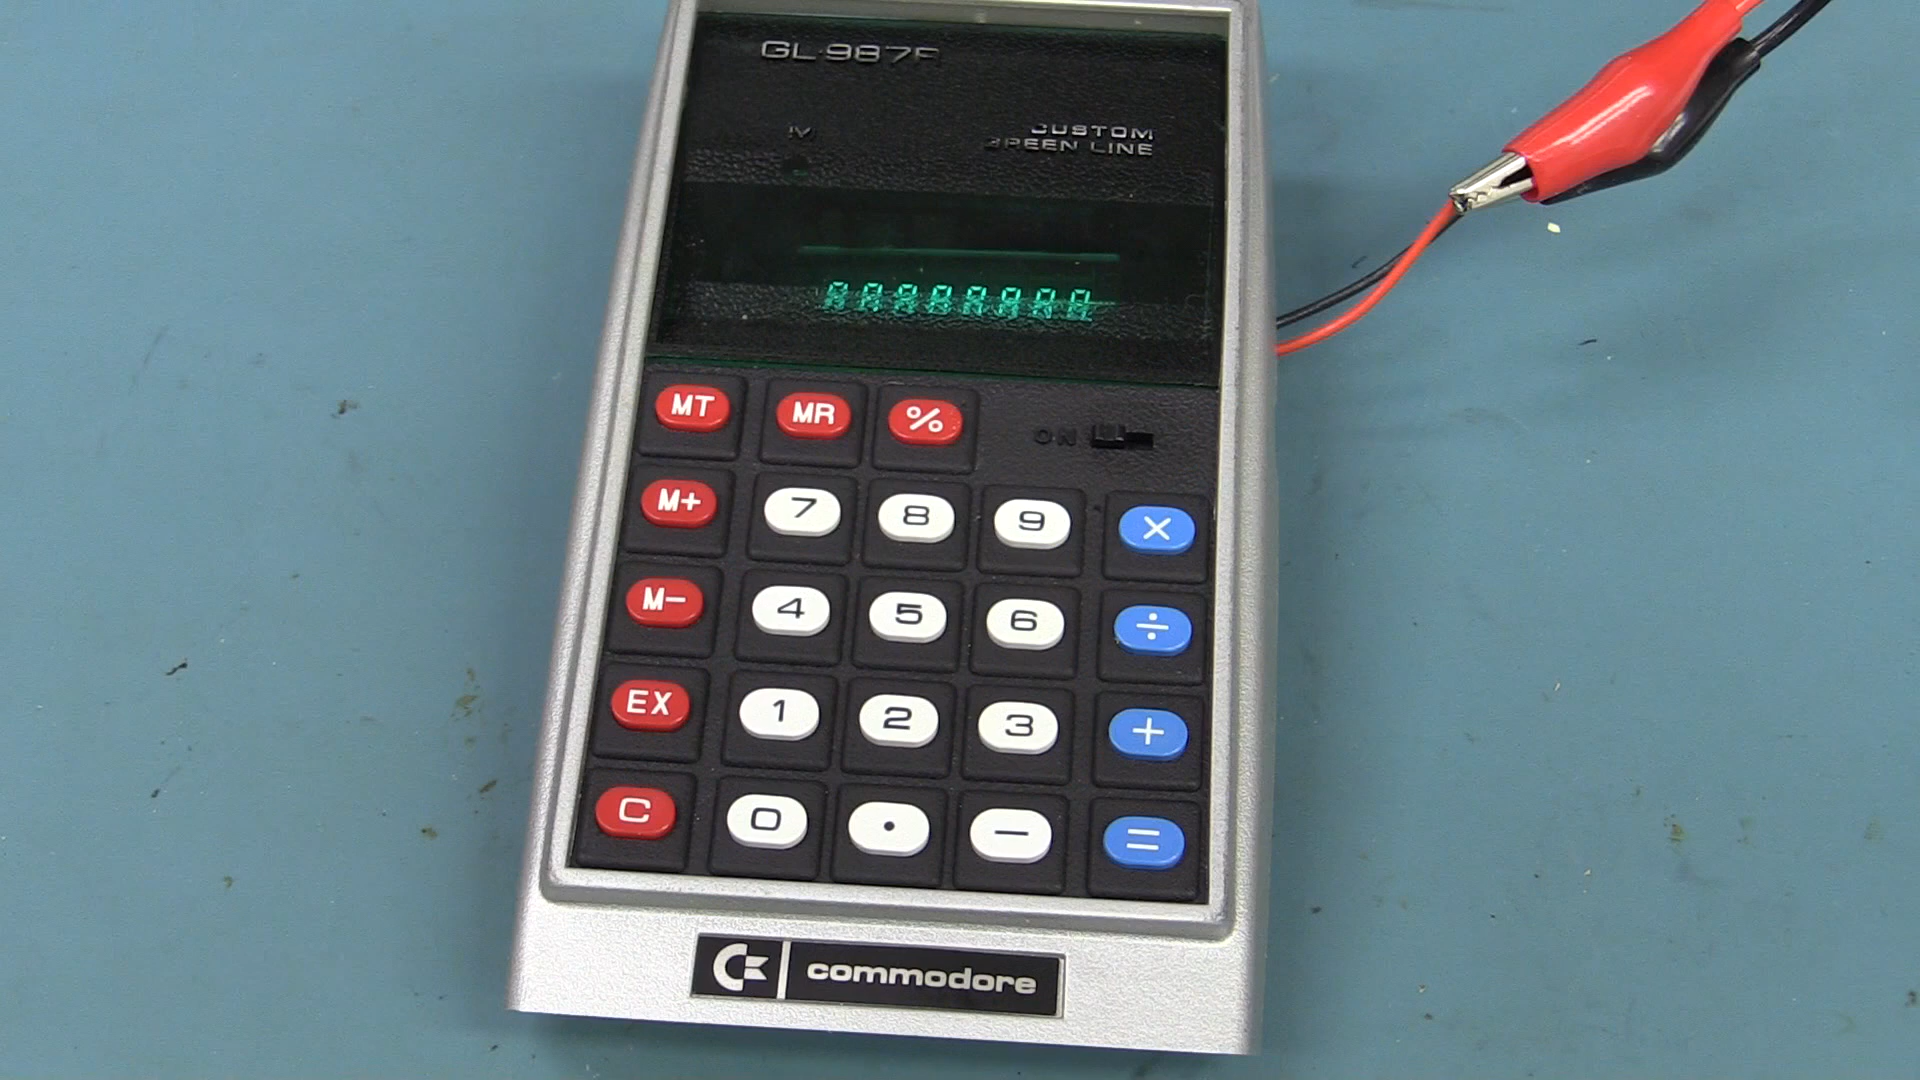 GL-987R
M
CUSTOM
GREEN LINE
MT MR %
ON
M+ 7 8 9 ×
M− 4 5 6 ÷
EX 1 2 3 +
C 0 • − =
commodore